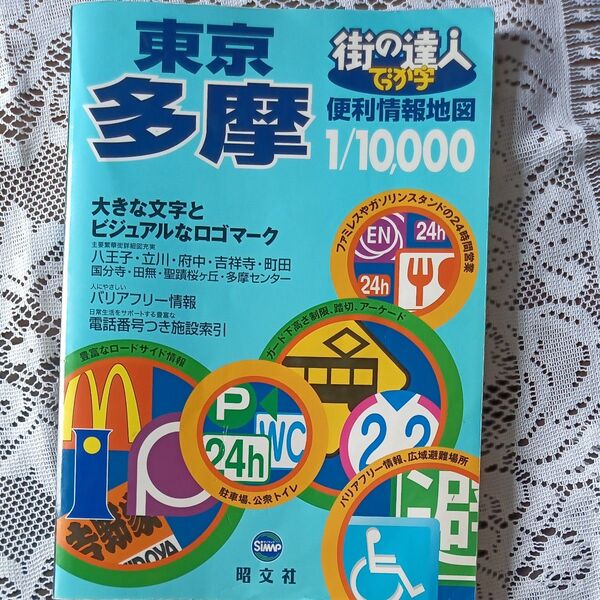 東京
多摩
街の達人
でっか字
便利情報地図
1/10,000
大きな文字と
ビジュアルなロゴマーク
主要繁華街詳細図充実
八王子・立川・府中・吉祥寺・町田
国分寺・田無・聖蹟桜ヶ丘・多摩センター
人にやさしい
バリアフリー情報
日常生活をサポートする豊富な
電話番号つき施設索引
ファミレスやガソリンスタンドの24時間営業
EN
24h
24h
ガード下高さ制限、踏切、アーケード
豊富なロードサイド情報
M
i
P
P
24h
WC
駐車場、公衆トイレ
22
バリアフリー情報、広域避難場所
避
吉野家
昭文社